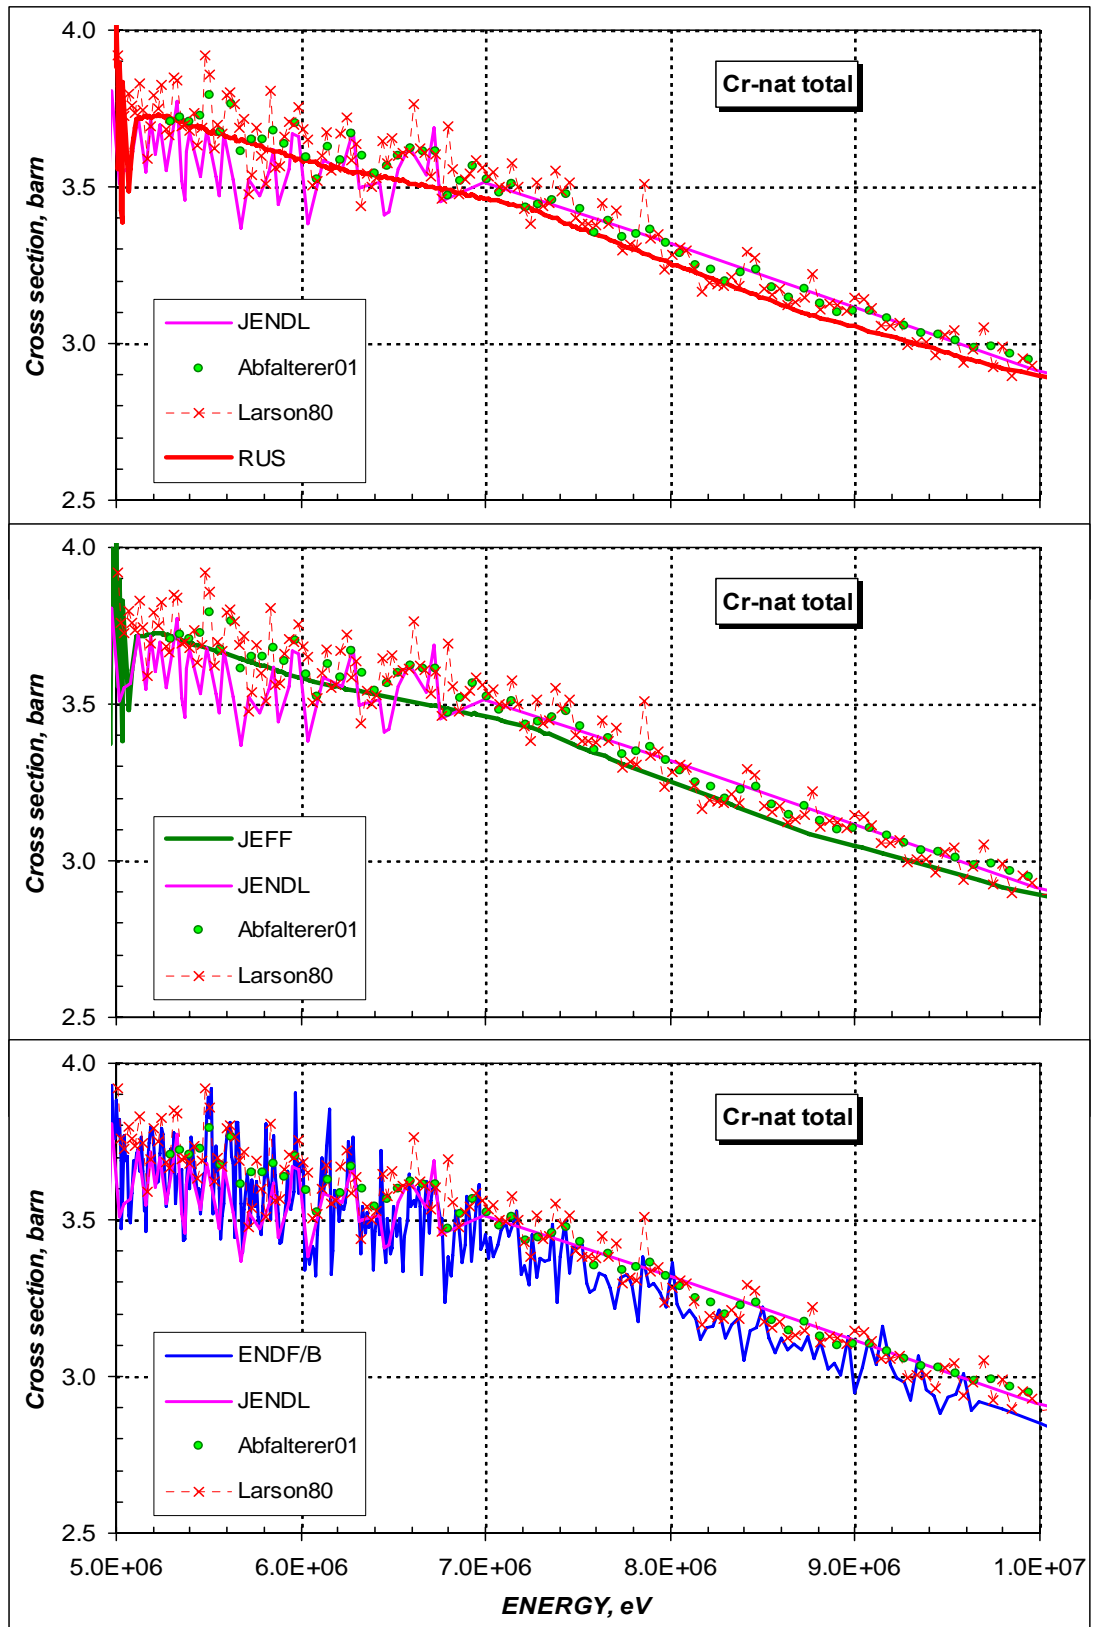 4.0
Cr-nat total
3.5
Cross section, barn
3.0
JENDL
Abfalterer01
Larson80
RUS
2.5
4.0
Cr-nat total
3.5
Cross section, barn
3.0
JEFF
JENDL
Abfalterer01
Larson80
2.5
4.0
Cr-nat total
3.5
Cross section, barn
3.0
ENDF/B
JENDL
Abfalterer01
Larson80
2.5
5.0E+06 6.0E+06 7.0E+06 8.0E+06 9.0E+06 1.0E+07
ENERGY, eV